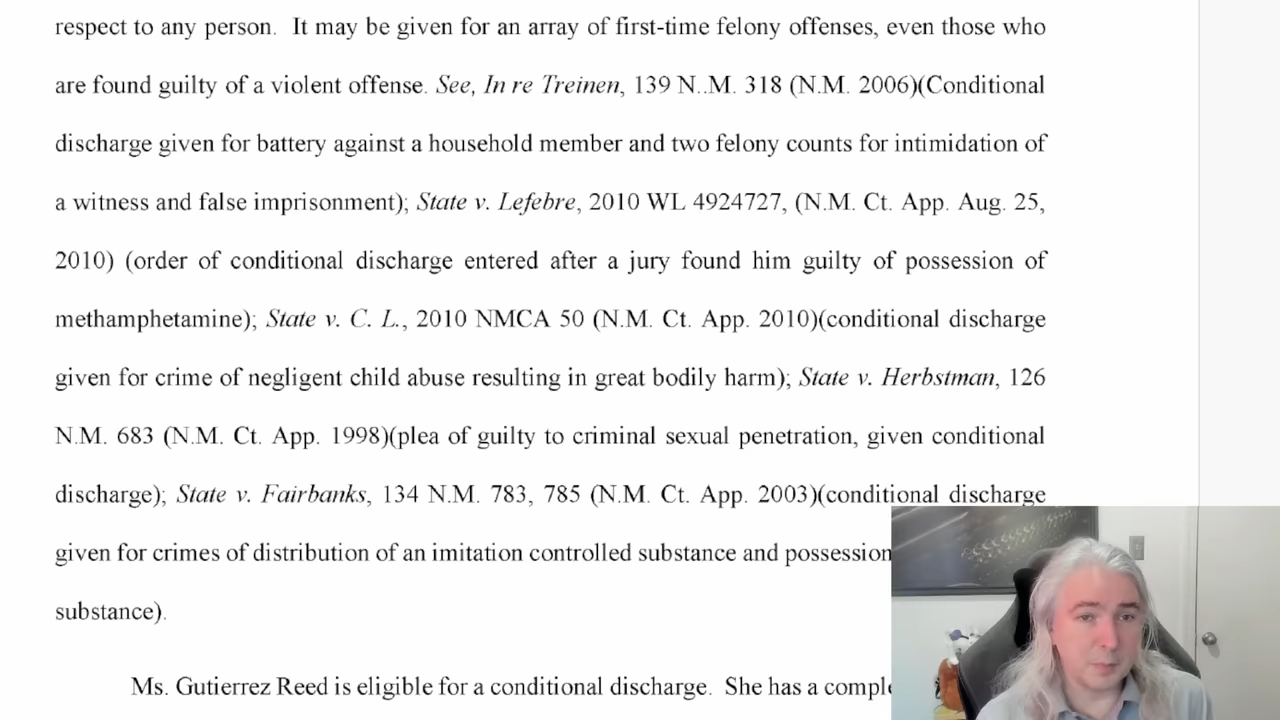 respect to any person. It may be given for an array of first-time felony offenses, even those who
are found guilty of a violent offense. See, In re Treinen, 139 N..M. 318 (N.M. 2006)(Conditional
discharge given for battery against a household member and two felony counts for intimidation of
a witness and false imprisonment); State v. Lefebre, 2010 WL 4924727, (N.M. Ct. App. Aug. 25,
2010) (order of conditional discharge entered after a jury found him guilty of possession of
methamphetamine); State v. C. L., 2010 NMCA 50 (N.M. Ct. App. 2010)(conditional discharge
given for crime of negligent child abuse resulting in great bodily harm); State v. Herbstman, 126
N.M. 683 (N.M. Ct. App. 1998)(plea of guilty to criminal sexual penetration, given conditional
discharge); State v. Fairbanks, 134 N.M. 783, 785 (N.M. Ct. App. 2003)(conditional discharge
given for crimes of distribution of an imitation controlled substance and possession
substance).
Ms. Gutierrez Reed is eligible for a conditional discharge. She has a